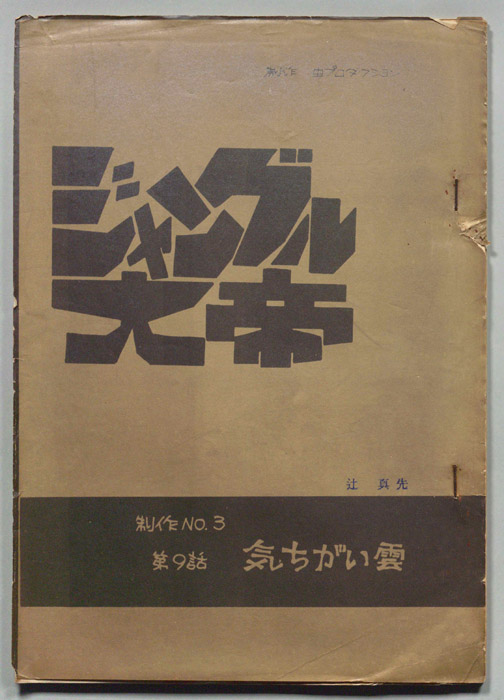 制作 虫プロダクション
ジャングル
大帝
辻 真先
制作NO.3
第9話 気ちがい雲